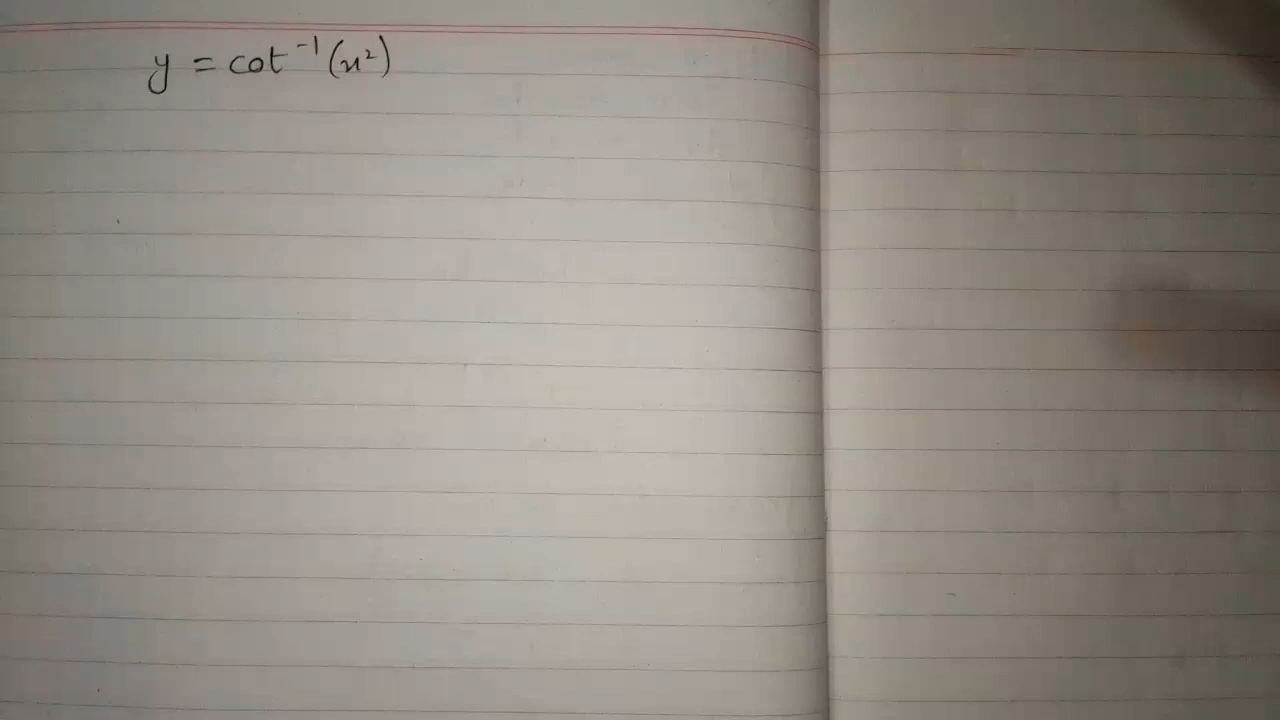 y = cot⁻¹(x²)